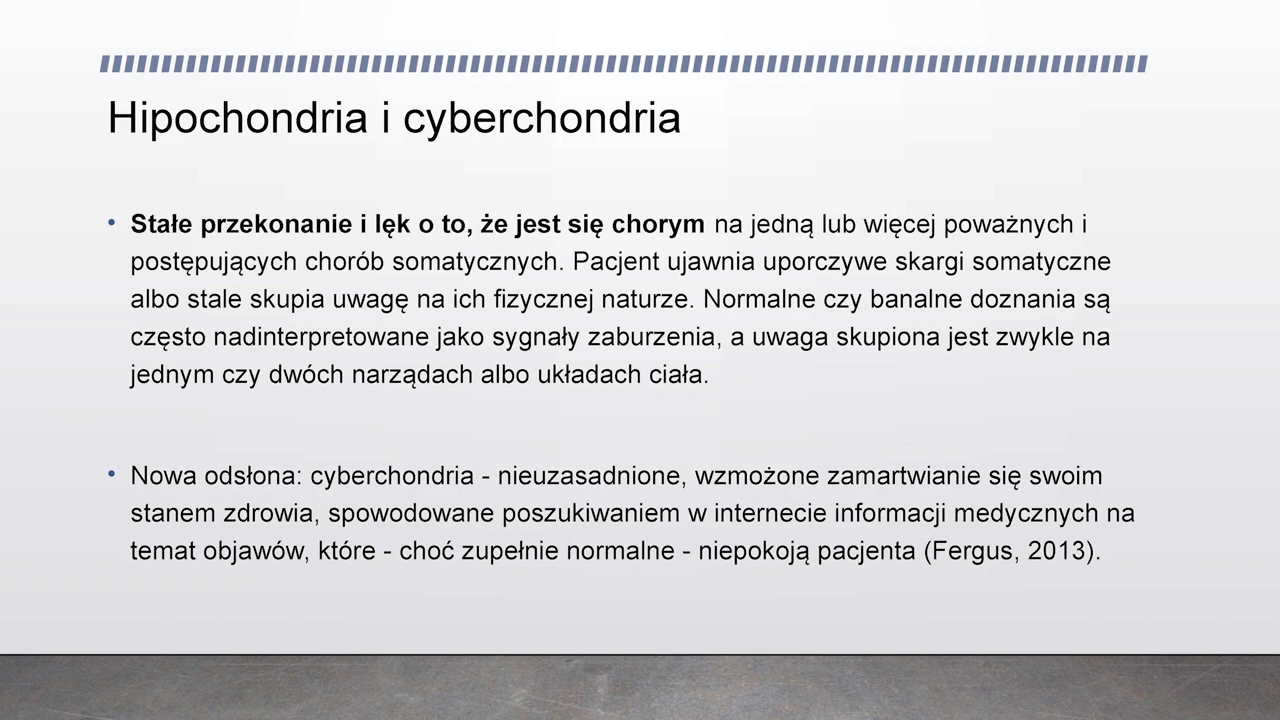 Hipochondria i cyberchondria
• Stałe przekonanie i lęk o to, że jest się chorym na jedną lub więcej poważnych i
postępujących chorób somatycznych. Pacjent ujawnia uporczywe skargi somatyczne
albo stale skupia uwagę na ich fizycznej naturze. Normalne czy banalne doznania są
często nadinterpretowane jako sygnały zaburzenia, a uwaga skupiona jest zwykle na
jednym czy dwóch narządach albo układach ciała.
• Nowa odsłona: cyberchondria - nieuzasadnione, wzmożone zamartwianie się swoim
stanem zdrowia, spowodowane poszukiwaniem w internecie informacji medycznych na
temat objawów, które - choć zupełnie normalne - niepokoją pacjenta (Fergus, 2013).